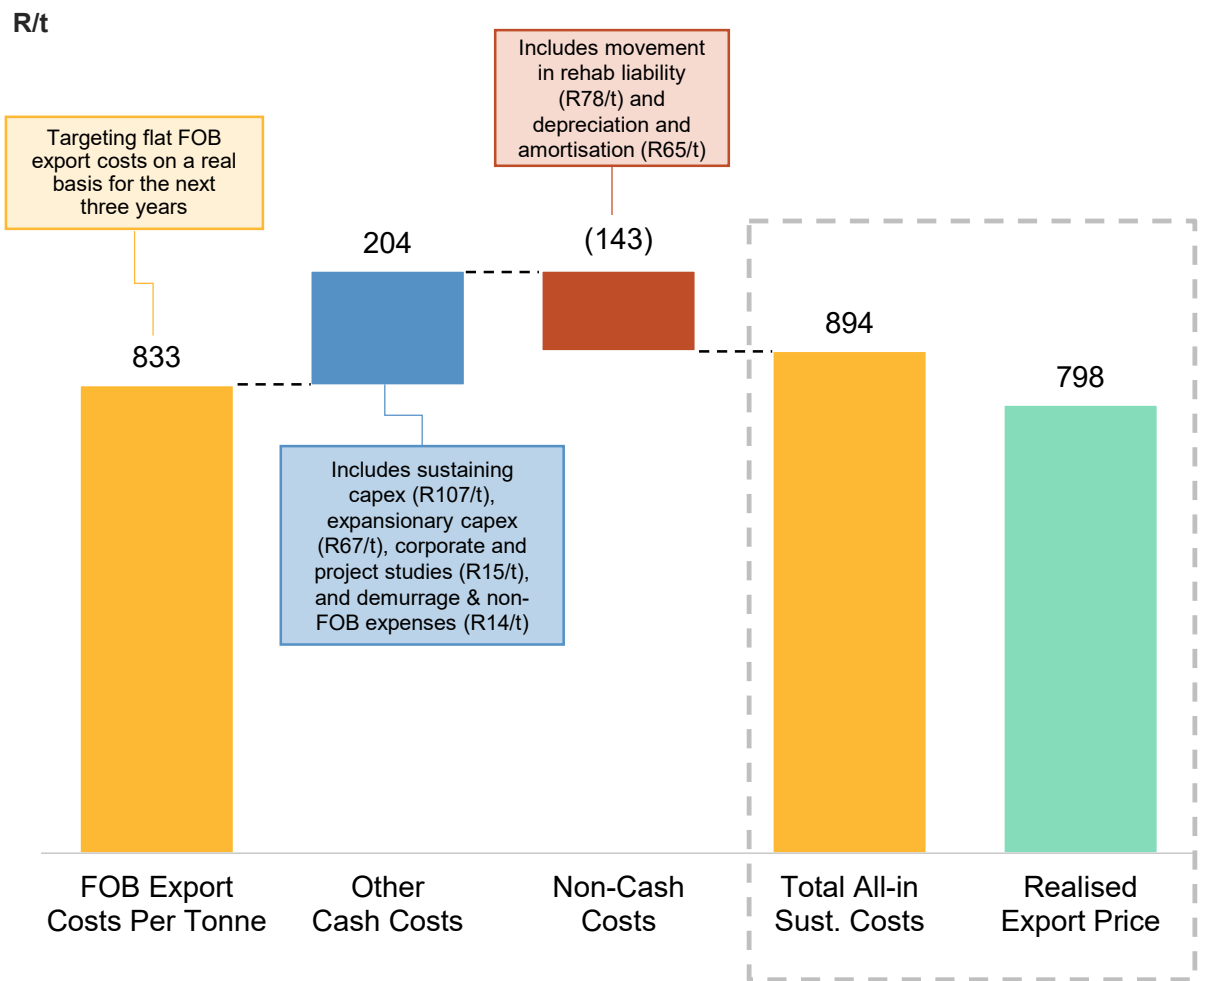 R/t
Includes movement
in rehab liability
(R78/t) and
depreciation and
amortisation (R65/t)
Targeting flat FOB
export costs on a real
basis for the next
three years
204
(143)
894
833
798
Includes sustaining
capex (R107/t),
expansionary capex
(R67/t), corporate and
project studies (R15/t),
and demurrage & non-
FOB expenses (R14/t)
FOB Export
Costs Per Tonne
Other
Cash Costs
Non-Cash
Costs
Total All-in
Sust. Costs
Realised
Export Price